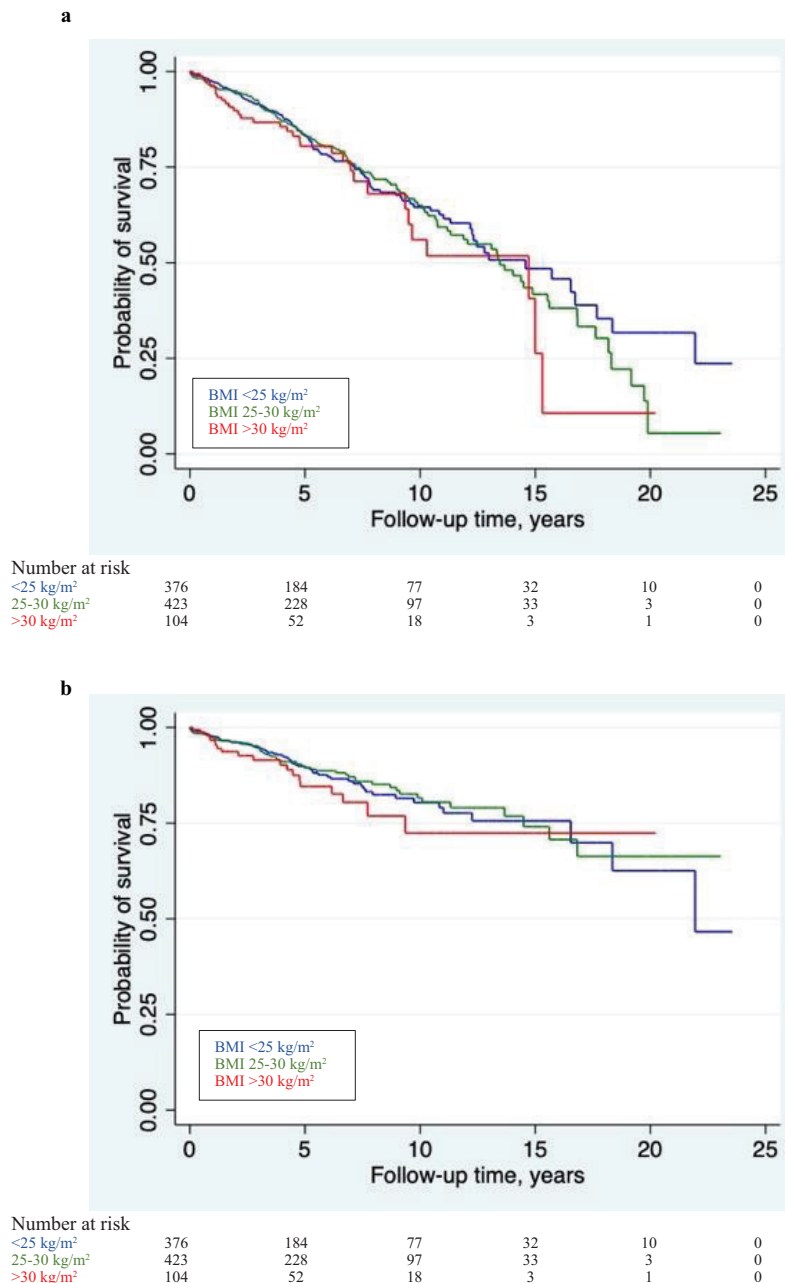 a
1.00
0.75
0.50
0.25
0.00
Probability of survival
BMI <25 kg/m²
BMI 25-30 kg/m²
BMI >30 kg/m²
0 5 10 15 20 25
Follow-up time, years
Number at risk
<25 kg/m² 376 184 77 32 10 0
25-30 kg/m² 423 228 97 33 3 0
>30 kg/m² 104 52 18 3 1 0
b
1.00
0.75
0.50
0.25
0.00
Probability of survival
BMI <25 kg/m²
BMI 25-30 kg/m²
BMI >30 kg/m²
0 5 10 15 20 25
Follow-up time, years
Number at risk
<25 kg/m² 376 184 77 32 10 0
25-30 kg/m² 423 228 97 33 3 0
>30 kg/m² 104 52 18 3 1 0